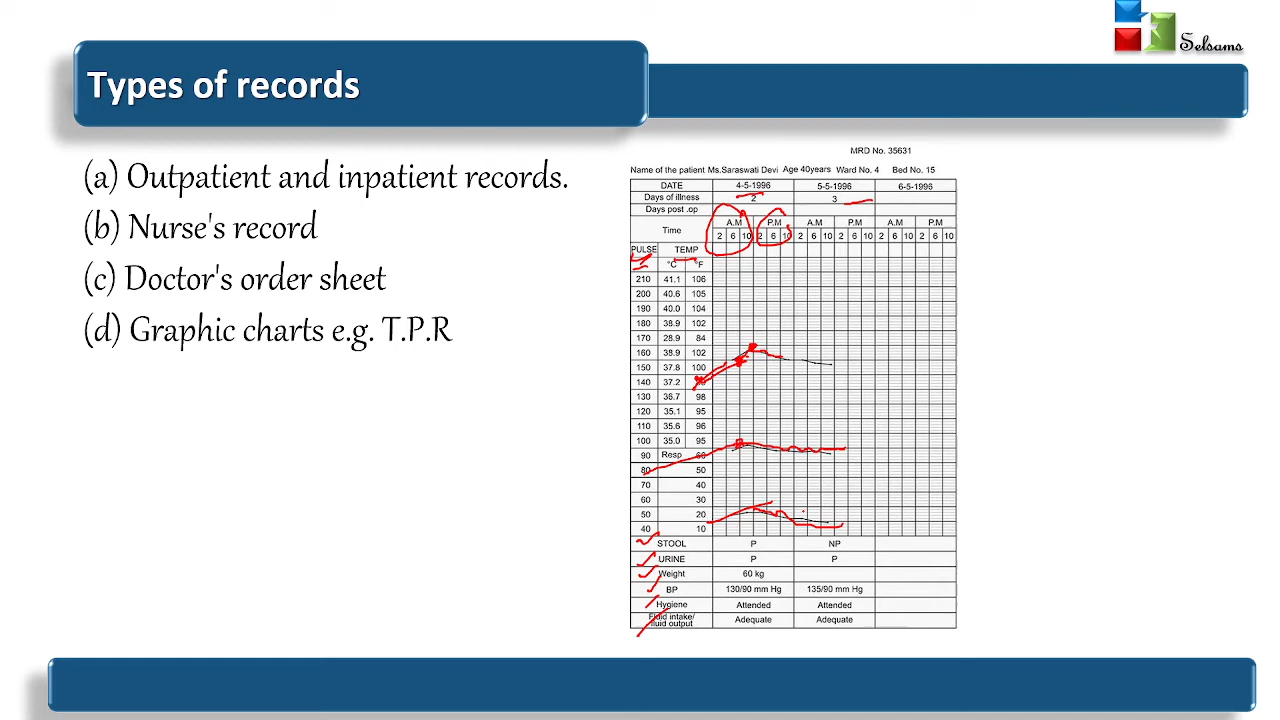 Selsams
Types of records
(a) Outpatient and inpatient records.
(b) Nurse's record
(c) Doctor's order sheet
(d) Graphic charts e.g. T.P.R
MRD No. 35631
Name of the patient Ms.Saraswati Devi Age 40years Ward No. 4 Bed No. 15
DATE 4-5-1996 5-5-1996 6-5-1996
Days of illness 2 3
Days post .op
Time A.M P.M A.M P.M A.M P.M
2 6 10 2 6 10 2 6 10 2 6 10 2 6 10 2 6 10
PULSE TEMP
°C °F
210 41.1 106
200 40.6 105
190 40.0 104
180 38.9 102
170 28.9 84
160 38.9 102
150 37.8 100
140 37.2
130 36.7 98
120 35.1 95
110 35.6 96
100 35.0 95
90 Resp 60
80 50
70 40
60 30
50 20
40 10
STOOL P NP
URINE P P
Weight 60 kg
BP 130/90 mm Hg 135/90 mm Hg
Hygiene Attended Attended
Fluid intake/
fluid output Adequate Adequate